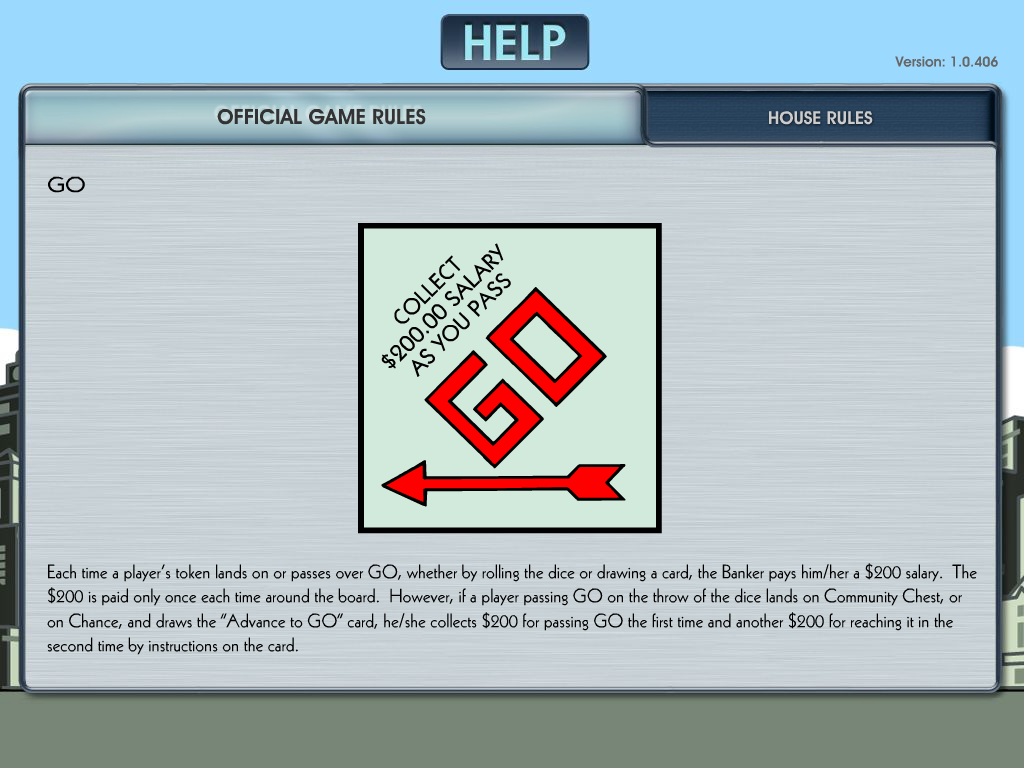 HELP
Version: 1.0.406
OFFICIAL GAME RULES
HOUSE RULES
GO
COLLECT
$200.00 SALARY
AS YOU PASS
GO
Each time a player's token lands on or passes over GO, whether by rolling the dice or drawing a card, the Banker pays him/her a $200 salary.  The
$200 is paid only once each time around the board.  However, if a player passing GO on the throw of the dice lands on Community Chest, or
on Chance, and draws the "Advance to GO" card, he/she collects $200 for passing GO the first time and another $200 for reaching it in the
second time by instructions on the card.